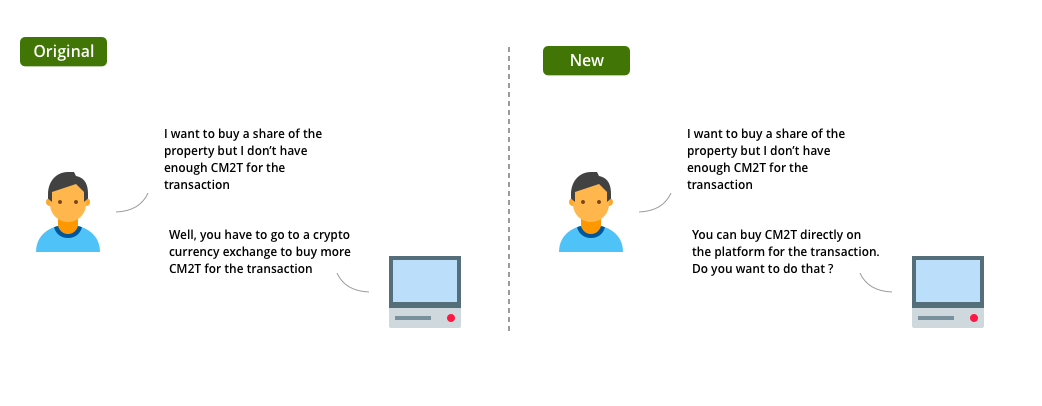 Original
I want to buy a share of the
property but I don’t have
enough CM2T for the
transaction
Well, you have to go to a crypto
currency exchange to buy more
CM2T for the transaction
New
I want to buy a share of the
property but I don’t have
enough CM2T for the
transaction
You can buy CM2T directly on
the platform for the transaction.
Do you want to do that ?